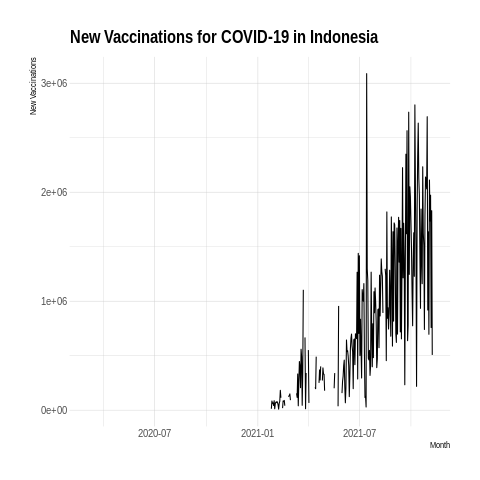 New Vaccinations for COVID-19 in Indonesia
New Vaccinations
3e+06
2e+06
1e+06
0e+00
2020-07
2021-01
2021-07
Month